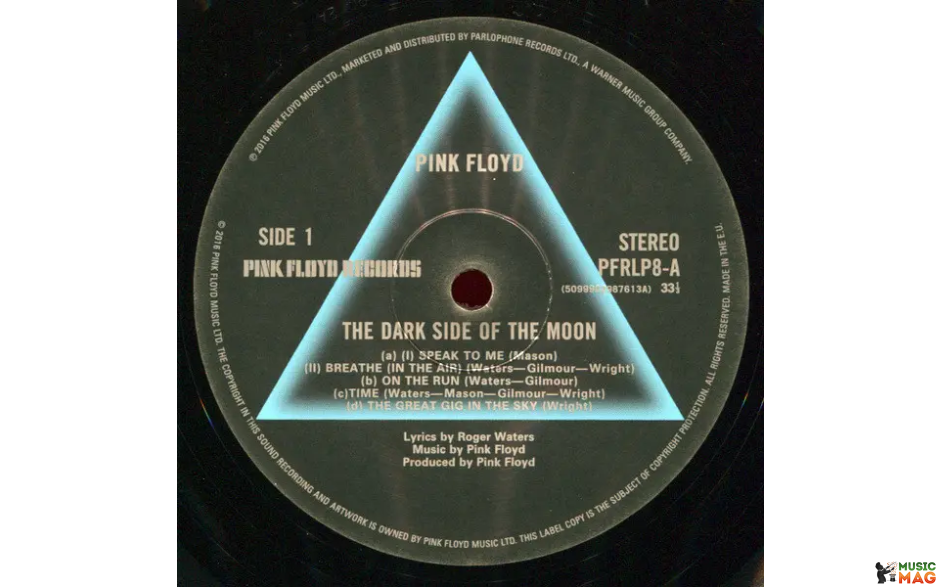 ℗ 2016 PINK FLOYD MUSIC LTD., MARKETED AND DISTRIBUTED BY PARLOPHONE RECORDS LTD., A WARNER MUSIC GROUP COMPANY.
PINK FLOYD
SIDE 1
PINK FLOYD RECORDS
STEREO
PFRLP8-A
33⅓
THE DARK SIDE OF THE MOON
(a) (I) SPEAK TO ME (Mason)
(II) BREATHE (IN THE AIR) (Waters—Gilmour—Wright)
(b) ON THE RUN (Waters—Gilmour)
(c)TIME (Waters—Mason—Gilmour—Wright)
(d) THE GREAT GIG IN THE SKY (Wright)
Lyrics by Roger Waters
Music by Pink Floyd
Produced by Pink Floyd
© 2016 PINK FLOYD MUSIC LTD. THE COPYRIGHT IN THIS SOUND RECORDING AND ARTWORK IS OWNED BY PINK FLOYD MUSIC LTD. THIS LABEL COPY IS THE SUBJECT OF COPYRIGHT PROTECTION. ALL RIGHTS RESERVED. MADE IN THE E.U.
MUSIC
MAG